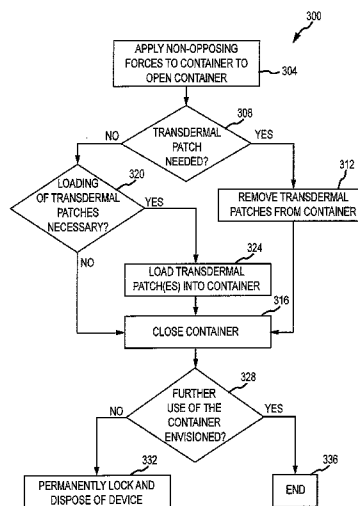 300
APPLY NON-OPPOSING
FORCES TO CONTAINER TO
OPEN CONTAINER
304
308
NO
TRANSDERMAL
PATCH
NEEDED?
YES
320
LOADING
OF TRANSDERMAL
PATCHES
NECESSARY?
YES
312
REMOVE TRANSDERMAL
PATCHES FROM CONTAINER
NO
324
LOAD TRANSDERMAL
PATCH(ES) INTO CONTAINER
316
CLOSE CONTAINER
328
NO
FURTHER
USE OF THE
CONTAINER
ENVISIONED?
YES
332
PERMANENTLY LOCK AND
DISPOSE OF DEVICE
336
END